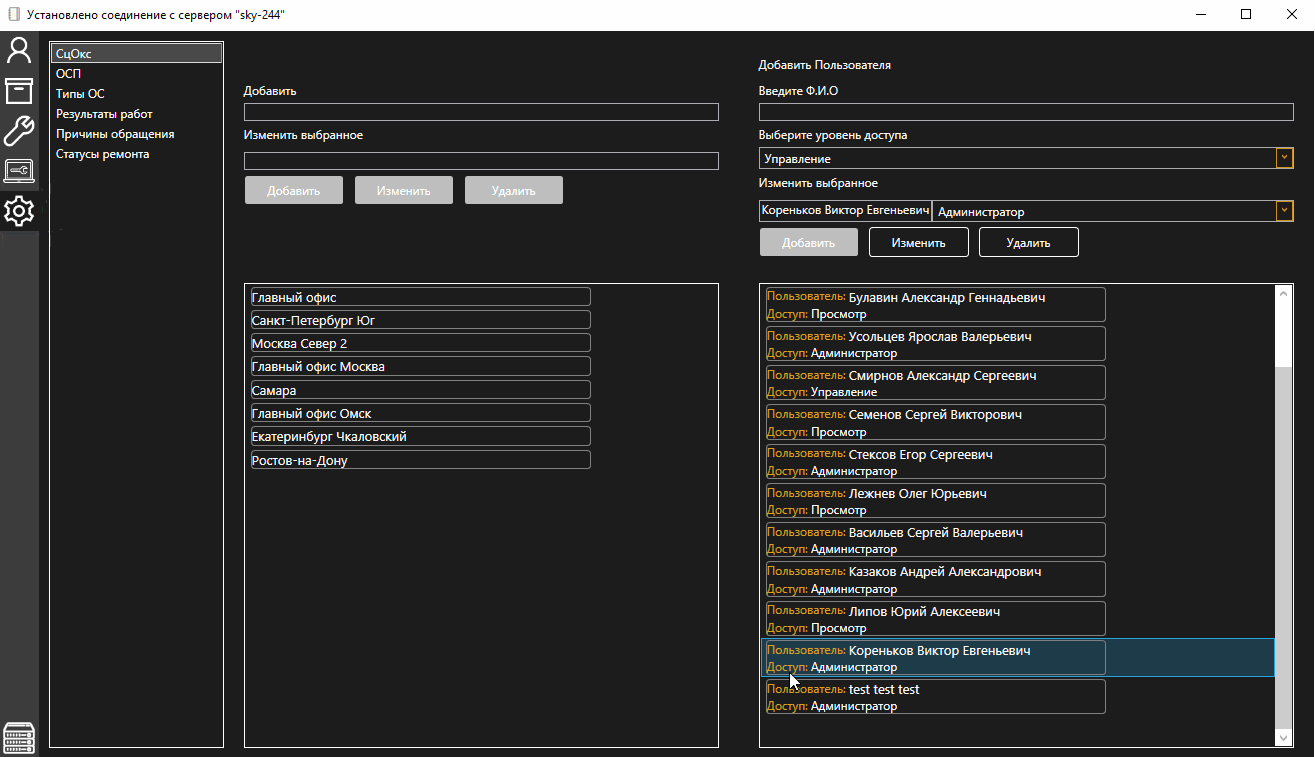 Установлено соединение с сервером "sky-244"
СцОкс
ОСП
Типы ОС
Результаты работ
Причины обращения
Статусы ремонта
Добавить
Изменить выбранное
Добавить Изменить Удалить
Главный офис
Санкт-Петербург Юг
Москва Север 2
Главный офис Москва
Самара
Главный офис Омск
Екатеринбург Чкаловский
Ростов-на-Дону
Добавить Пользователя
Введите Ф.И.О
Выберите уровень доступа
Управление
Изменить выбранное
Кореньков Виктор Евгеньевич Администратор
Добавить Изменить Удалить
Пользователь: Булавин Александр Геннадьевич
Доступ: Просмотр
Пользователь: Усольцев Ярослав Валерьевич
Доступ: Администратор
Пользователь: Смирнов Александр Сергеевич
Доступ: Управление
Пользователь: Семенов Сергей Викторович
Доступ: Просмотр
Пользователь: Стексов Егор Сергеевич
Доступ: Администратор
Пользователь: Лежнев Олег Юрьевич
Доступ: Просмотр
Пользователь: Васильев Сергей Валерьевич
Доступ: Администратор
Пользователь: Казаков Андрей Александрович
Доступ: Администратор
Пользователь: Липов Юрий Алексеевич
Доступ: Просмотр
Пользователь: Кореньков Виктор Евгеньевич
Доступ: Администратор
Пользователь: test test test
Доступ: Администратор